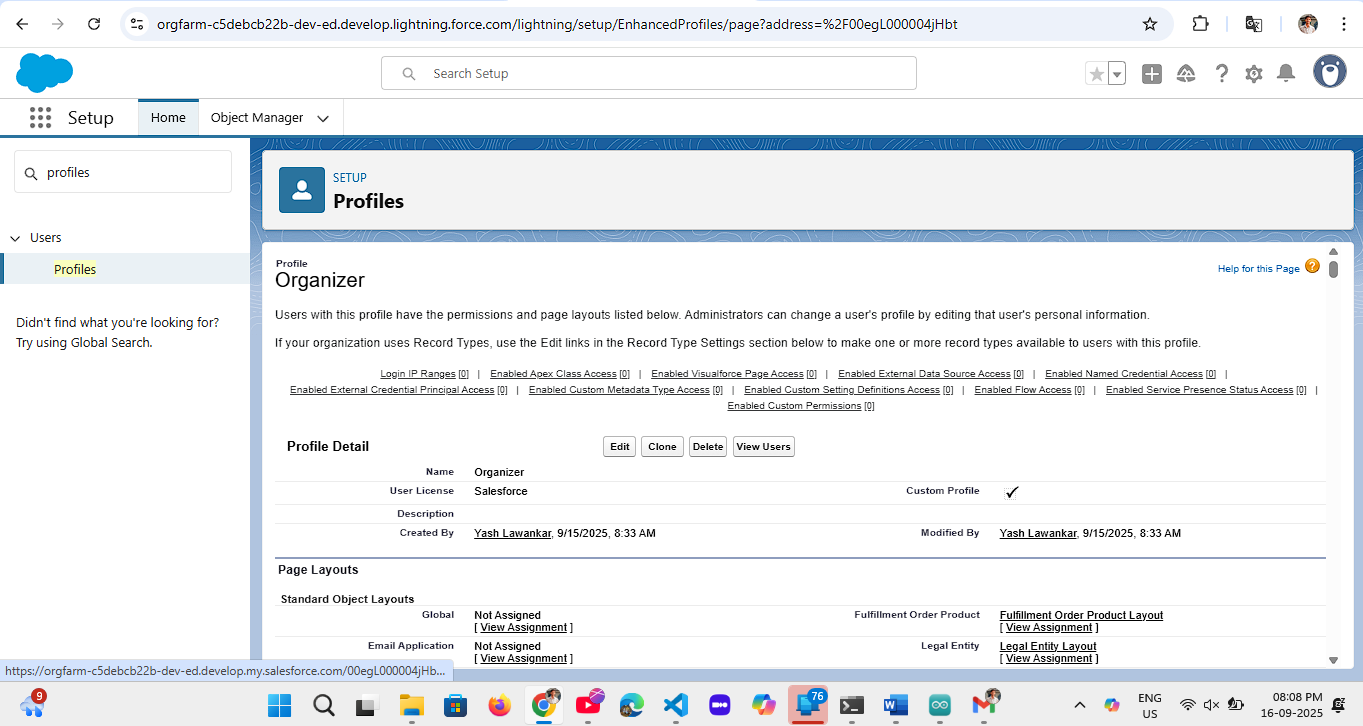 orgfarm-c5debcb22b-dev-ed.develop.lightning.force.com/lightning/setup/EnhancedProfiles/page?address=%2F00egL000004jHbt
Search Setup
Setup
Home
Object Manager
profiles
Users
Profiles
Didn't find what you're looking for?
Try using Global Search.
SETUP
Profiles
Profile
Organizer
Help for this Page
Users with this profile have the permissions and page layouts listed below. Administrators can change a user's profile by editing that user's personal information.
If your organization uses Record Types, use the Edit links in the Record Type Settings section below to make one or more record types available to users with this profile.
Login IP Ranges [0] | Enabled Apex Class Access [0] | Enabled Visualforce Page Access [0] | Enabled External Data Source Access [0] | Enabled Named Credential Access [0] |
Enabled External Credential Principal Access [0] | Enabled Custom Metadata Type Access [0] | Enabled Custom Setting Definitions Access [0] | Enabled Flow Access [0] | Enabled Service Presence Status Access [0] |
Enabled Custom Permissions [0]
Profile Detail
Edit Clone Delete View Users
Name Organizer
User License Salesforce Custom Profile
Description
Created By Yash Lawankar, 9/15/2025, 8:33 AM Modified By Yash Lawankar, 9/15/2025, 8:33 AM
Page Layouts
Standard Object Layouts
Global Not Assigned Fulfillment Order Product Fulfillment Order Product Layout
[ View Assignment ] [ View Assignment ]
Email Application Not Assigned Legal Entity Legal Entity Layout
[ View Assignment ] [ View Assignment ]
https://orgfarm-c5debcb22b-dev-ed.develop.my.salesforce.com/00egL000004jHb...
9
76
ENG
US
08:08 PM
16-09-2025